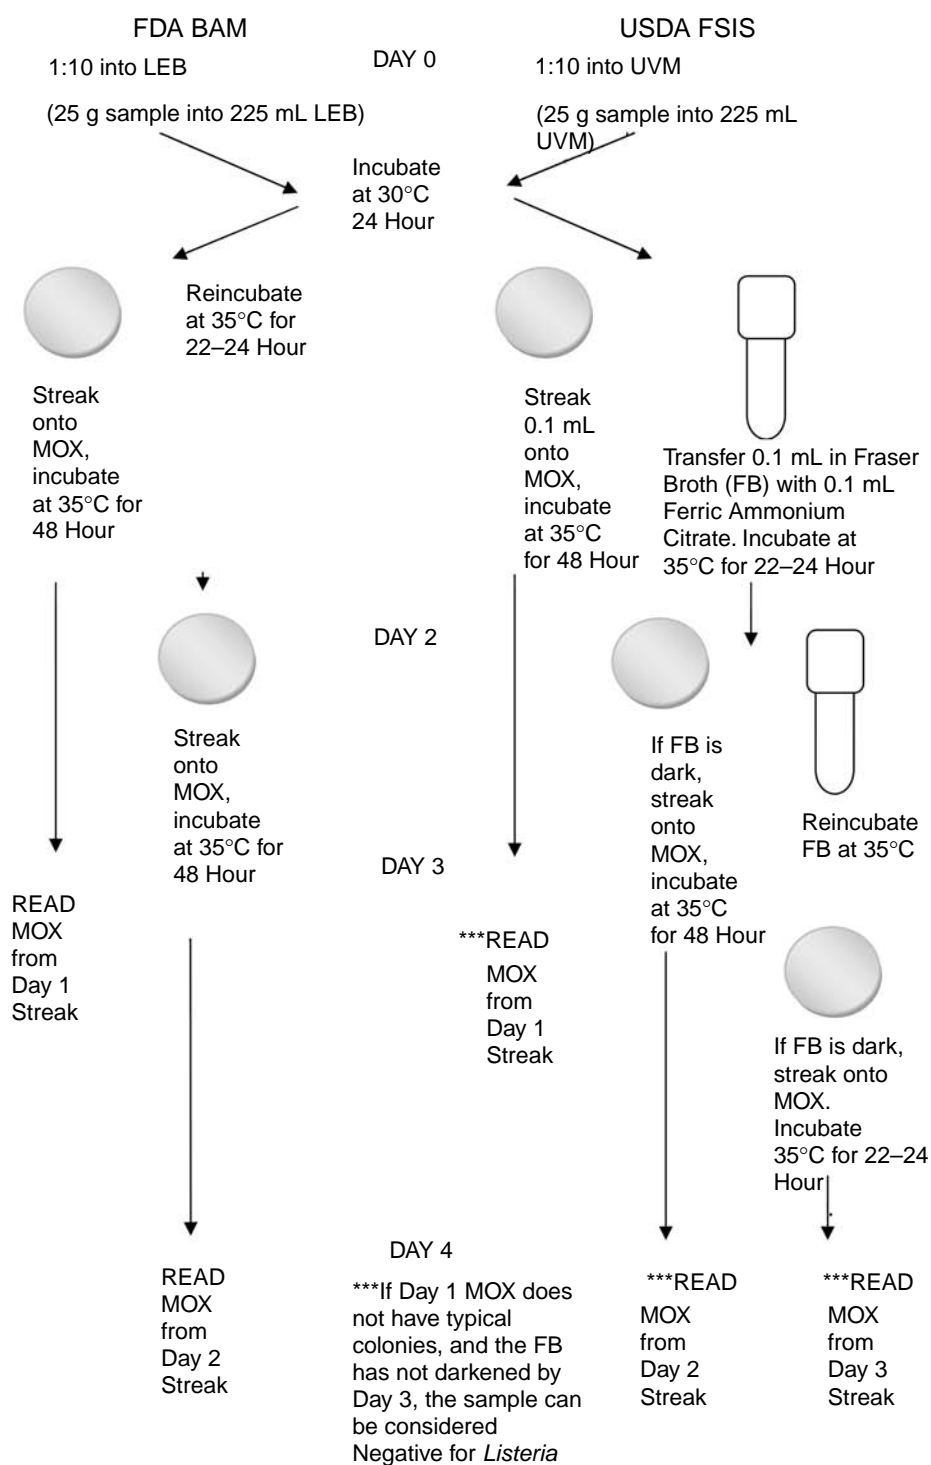 FDA BAM
1:10 into LEB
(25 g sample into 225 mL LEB)
DAY 0
USDA FSIS
1:10 into UVM
(25 g sample into 225 mL
UVM)
Incubate
at 30°C
24 Hour
Reincubate
at 35°C for
22–24 Hour
Streak
onto
MOX,
incubate
at 35°C for
48 Hour
Streak
0.1 mL
onto
MOX,
incubate
at 35°C
for 48 Hour
Transfer 0.1 mL in Fraser
Broth (FB) with 0.1 mL
Ferric Ammonium
Citrate. Incubate at
35°C for 22–24 Hour
DAY 2
Streak
onto
MOX,
incubate
at 35°C for
48 Hour
If FB is
dark,
streak
onto
MOX,
incubate
at 35°C
for 48 Hour
Reincubate
FB at 35°C
DAY 3
READ
MOX
from
Day 1
Streak
***READ
MOX
from
Day 1
Streak
If FB is dark,
streak onto
MOX.
Incubate
35°C for 22–24
Hour
DAY 4
READ
MOX
from
Day 2
Streak
***If Day 1 MOX does
not have typical
colonies, and the FB
has not darkened by
Day 3, the sample can
be considered
Negative for Listeria
***READ
MOX
from
Day 2
Streak
***READ
MOX
from
Day 3
Streak